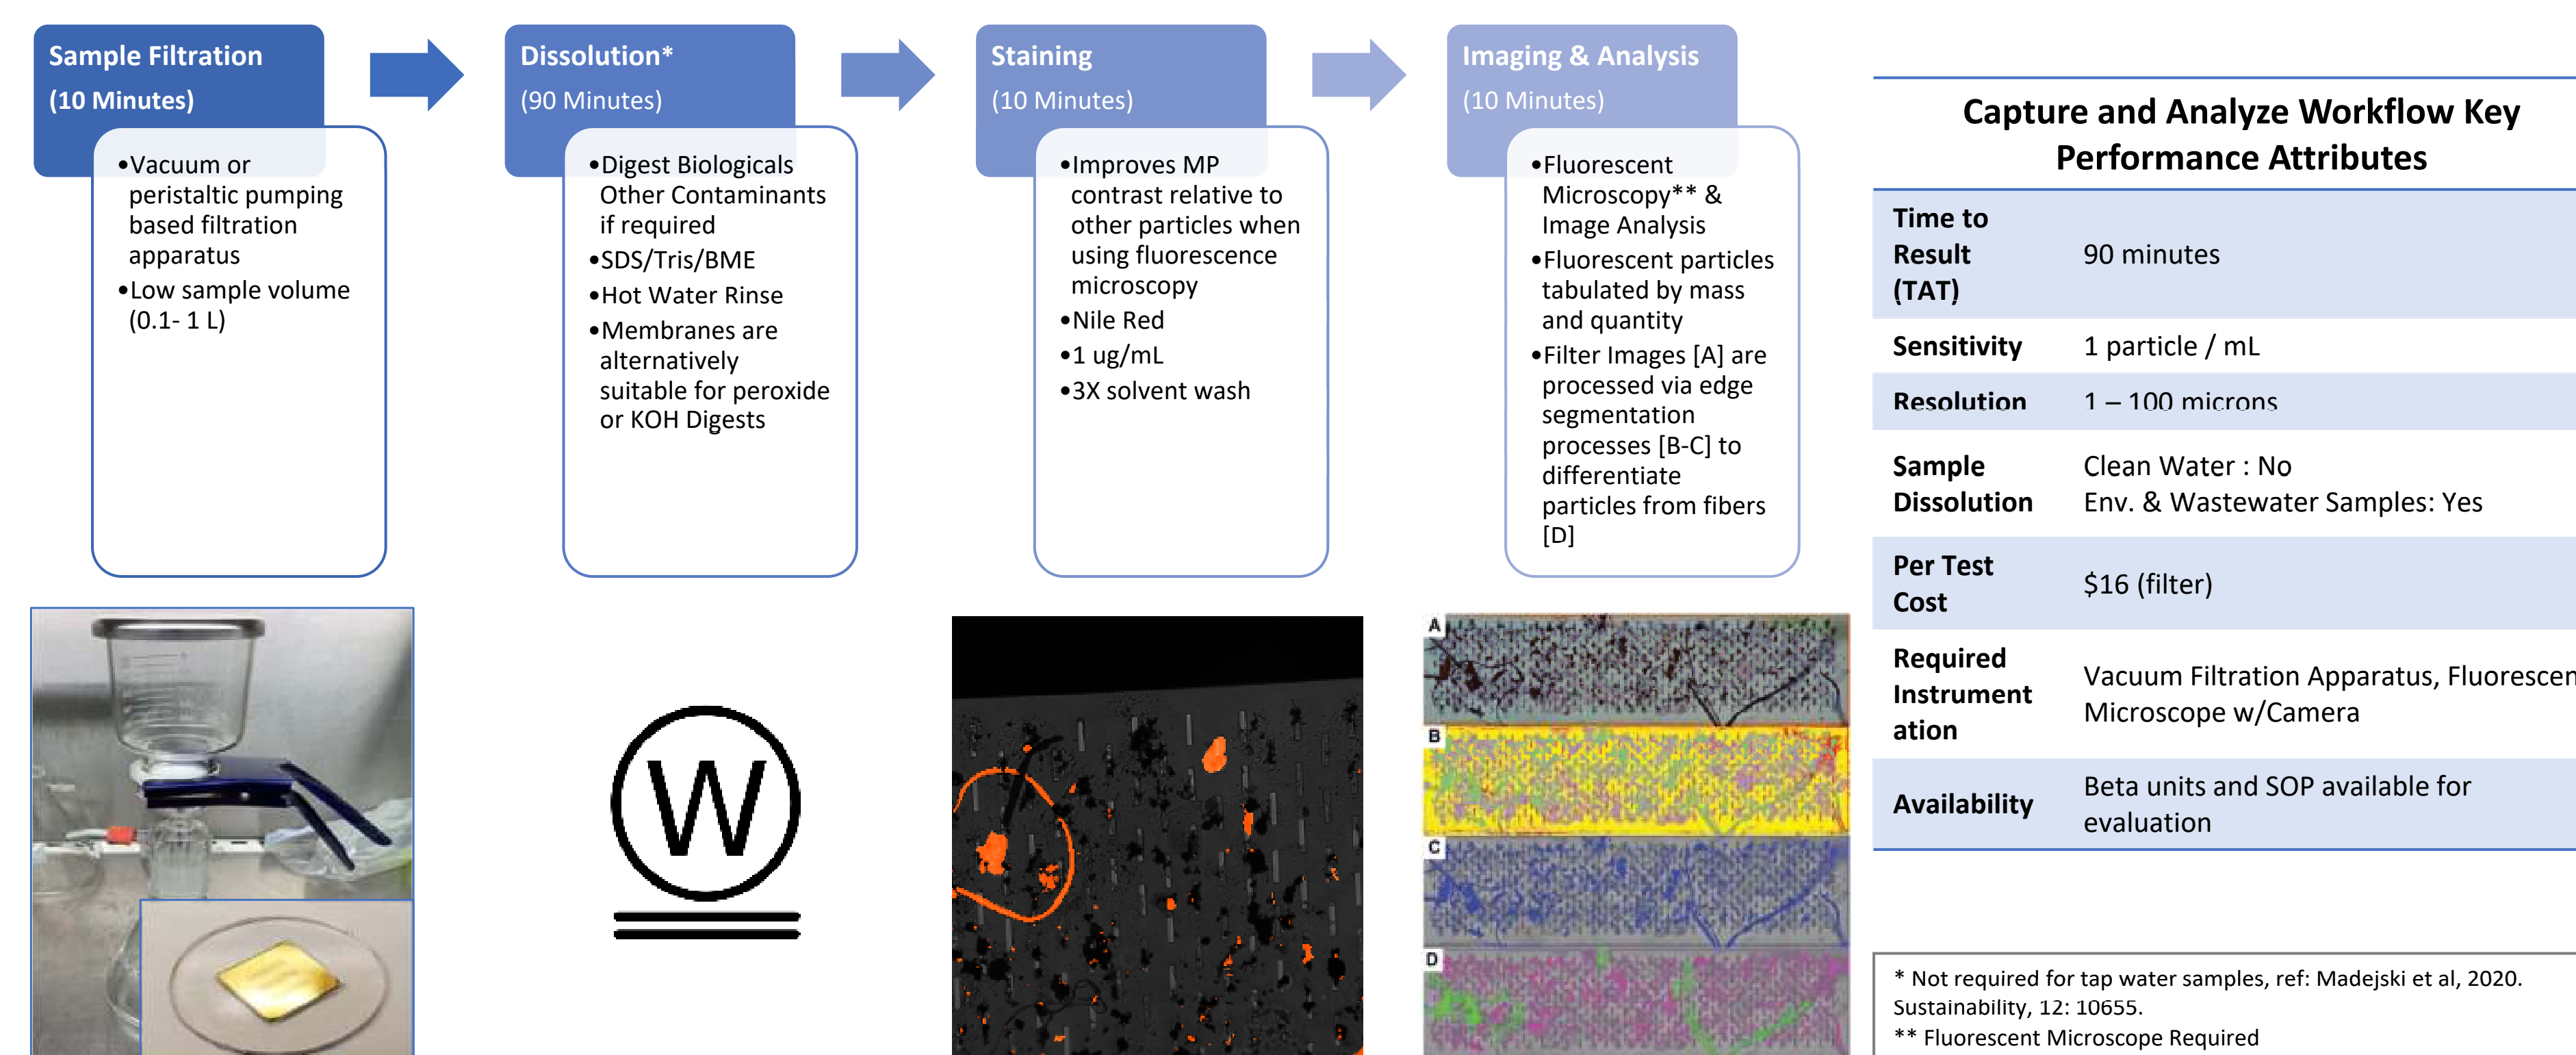 Sample Filtration
(10 Minutes)
•Vacuum or
peristaltic pumping
based filtration
apparatus
•Low sample volume
(0.1- 1 L)
Dissolution*
(90 Minutes)
•Digest Biologicals
Other Contaminants
if required
•SDS/Tris/BME
•Hot Water Rinse
•Membranes are
alternatively
suitable for peroxide
or KOH Digests
Staining
(10 Minutes)
•Improves MP
contrast relative to
other particles when
using fluorescence
microscopy
•Nile Red
•1 ug/mL
•3X solvent wash
Imaging & Analysis
(10 Minutes)
•Fluorescent
Microscopy** &
Image Analysis
•Fluorescent particles
tabulated by mass
and quantity
•Filter Images [A] are
processed via edge
segmentation
processes [B-C] to
differentiate
particles from fibers
[D]
W
A
B
C
D
Capture and Analyze Workflow Key
Performance Attributes
Time to
Result
(TAT)
90 minutes
Sensitivity
1 particle / mL
Resolution
1 – 100 microns
Sample
Dissolution
Clean Water : No
Env. & Wastewater Samples: Yes
Per Test
Cost
$16 (filter)
Required
Instrument
ation
Vacuum Filtration Apparatus, Fluorescen
Microscope w/Camera
Availability
Beta units and SOP available for
evaluation
* Not required for tap water samples, ref: Madejski et al, 2020.
Sustainability, 12: 10655.
** Fluorescent Microscope Required